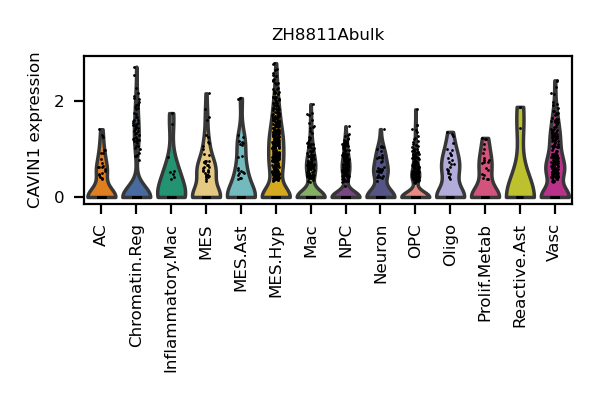 ZH8811Abulk
CAVIN1 expression
2
0
AC
Chromatin.Reg
Inflammatory.Mac
MES
MES.Ast
MES.Hyp
Mac
NPC
Neuron
OPC
Oligo
Prolif.Metab
Reactive.Ast
Vasc